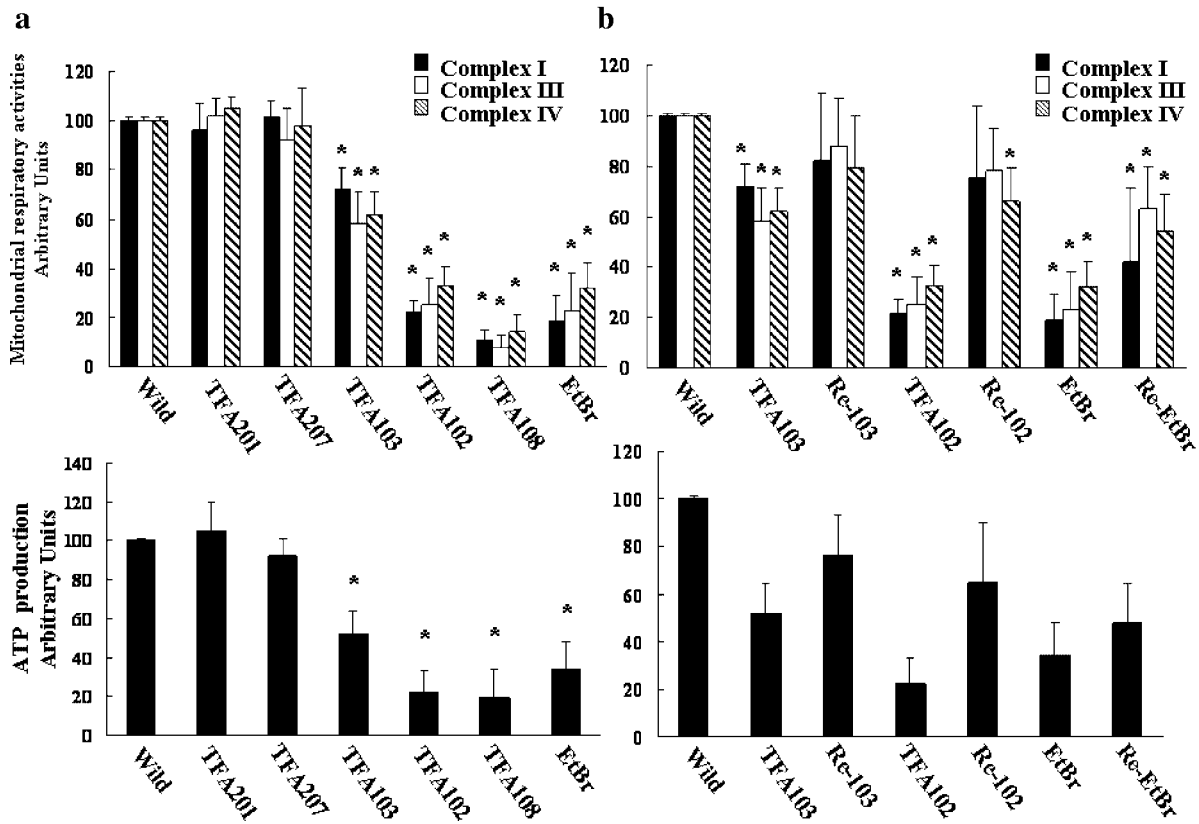 a
Mitochondrial respiratory activities
Arbitrary Units
120
100
80
60
40
20
0
Complex I
Complex III
Complex IV
* * *
* * *
* * *
* * *
Wild TFA201 TFA207 TFA103 TFA102 TFA108 EtBr
b
120
100
80
60
40
20
0
Complex I
Complex III
Complex IV
* * *
* * *
*
* * *
* * *
Wild TFA103 Re-103 TFA102 Re-102 EtBr Re-EtBr
ATP production
Arbitrary Units
140
120
100
80
60
40
20
0
* * * *
Wild TFA201 TFA207 TFA103 TFA102 TFA108 EtBr
120
100
80
60
40
20
0
Wild TFA103 Re-103 TFA102 Re-102 EtBr Re-EtBr